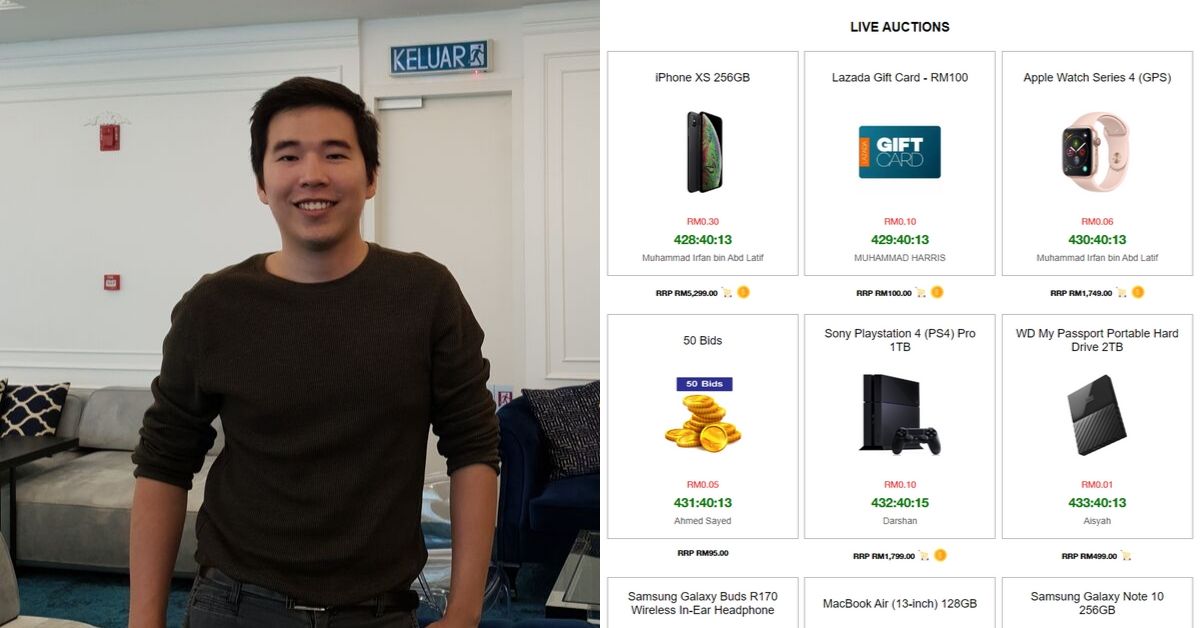 KELUAR
LIVE AUCTIONS
iPhone XS 256GB
RM0.30
428:40:13
Muhammad Irfan bin Abd Latif
RRP RM5,299.00
Lazada Gift Card - RM100
LAZADA
GIFT
CARD
RM0.10
429:40:13
MUHAMMAD HARRIS
RRP RM100.00
Apple Watch Series 4 (GPS)
RM0.06
430:40:13
Muhammad Irfan bin Abd Latif
RRP RM1,749.00
50 Bids
50 Bids
RM0.05
431:40:13
Ahmed Sayed
RRP RM95.00
Sony Playstation 4 (PS4) Pro
1TB
RM0.10
432:40:15
Darshan
RRP RM1,799.00
WD My Passport Portable Hard
Drive 2TB
RM0.01
433:40:13
Aisyah
RRP RM499.00
Samsung Galaxy Buds R170
Wireless In-Ear Headphone
MacBook Air (13-inch) 128GB
Samsung Galaxy Note 10
256GB